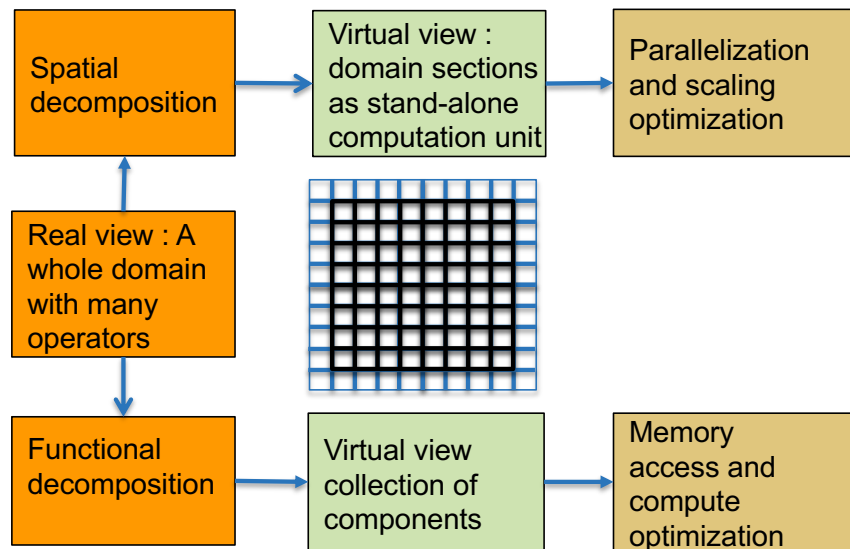 Spatial
decomposition
Virtual view :
domain sections
as stand-alone
computation unit
Parallelization
and scaling
optimization
Real view : A
whole domain
with many
operators
Functional
decomposition
Virtual view
collection of
components
Memory
access and
compute
optimization